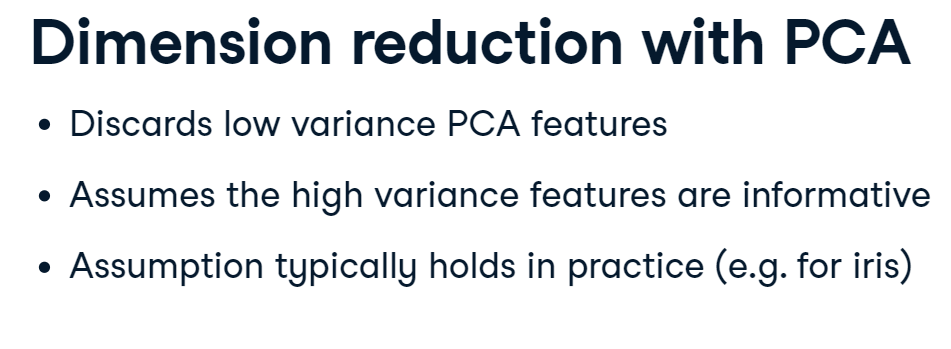 Dimension reduction with PCA
• Discards low variance PCA features
• Assumes the high variance features are informative
• Assumption typically holds in practice (e.g. for iris)